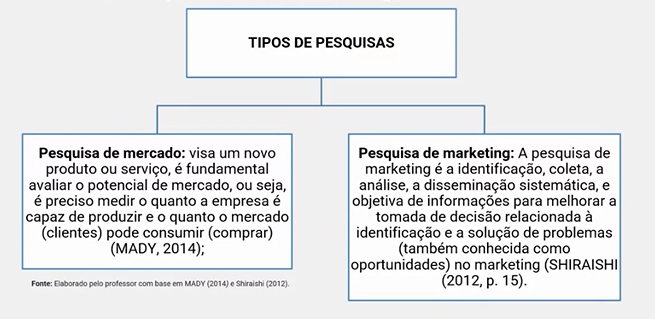 TIPOS DE PESQUISAS
Pesquisa de mercado: visa um novo
produto ou serviço, é fundamental
avaliar o potencial de mercado, ou seja,
é preciso medir o quanto a empresa é
capaz de produzir e o quanto o mercado
(clientes) pode consumir (comprar)
(MADY, 2014);
Fonte: Elaborado pelo professor com base em MADY (2014) e Shiraishi (2012).
Pesquisa de marketing: A pesquisa de
marketing é a identificação, coleta, a
análise, a disseminação sistemática, e
objetiva de informações para melhorar a
tomada de decisão relacionada à
identificação e a solução de problemas
(também conhecida como
oportunidades) no marketing (SHIRAISHI
(2012, p. 15).